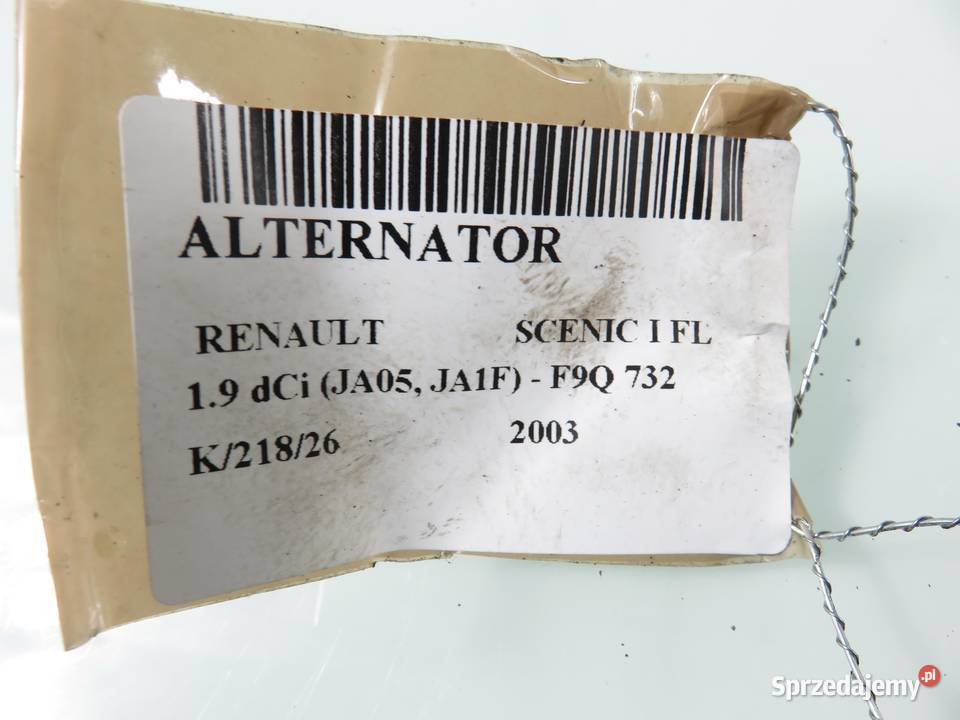 ALTERNATOR
RENAULT SCENIC I FL
1.9 dCi (JA05, JA1F) - F9Q 732
K/218/26 2003
Sprzedajemy.pl